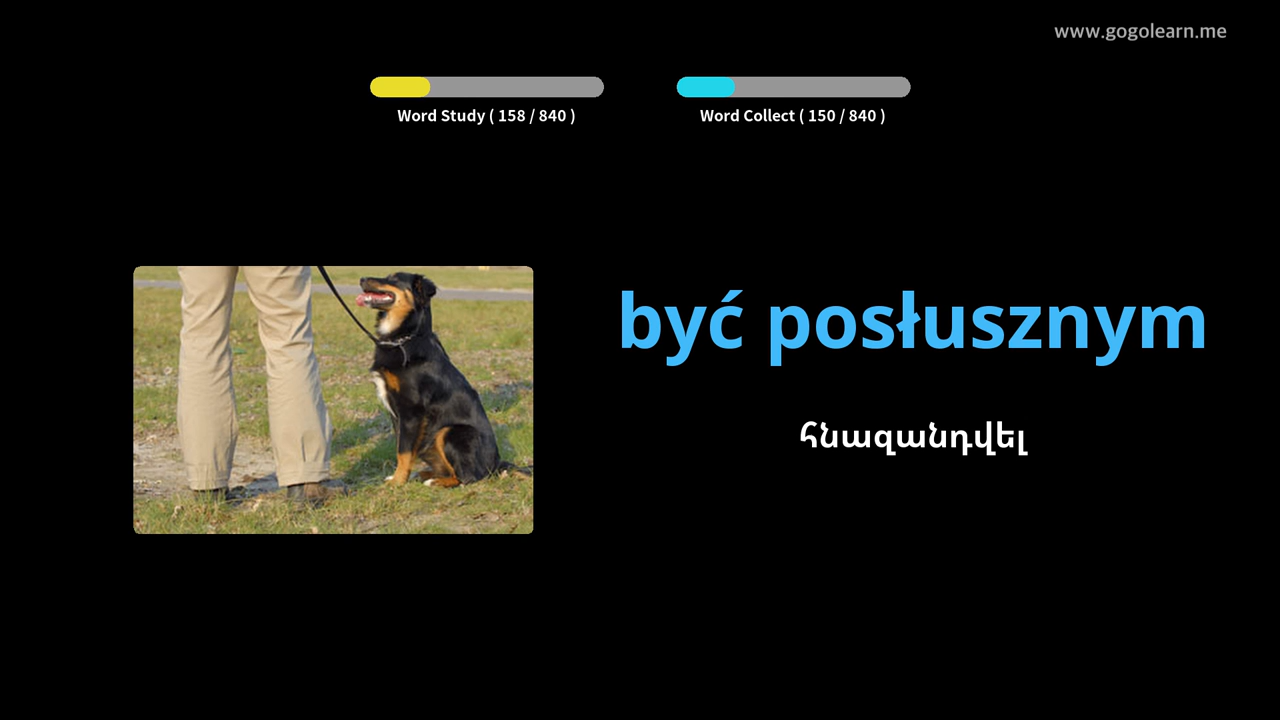 www.gogolearn.me
Word Study ( 158 / 840 )
Word Collect ( 150 / 840 )
być posłusznym
հնազանդվել